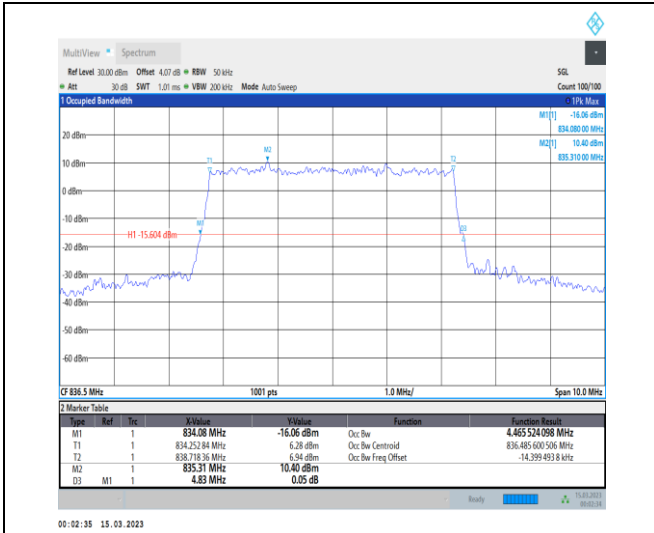 MultiView Spectrum
Ref Level 30.00 dBm Offset 4.07 dB RBW 50 kHz SGL
Att 30 dB SWT 1.01 ms VBW 200 kHz Mode Auto Sweep Count 100/100
1 Occupied Bandwidth 1Pk Max
M1[1] -16.06 dBm
834.080 00 MHz
M2[1] 10.40 dBm
835.310 00 MHz
20 dBm
M2
T1 T2
10 dBm
0 dBm
-10 dBm
M1 D3
H1 -15.604 dBm
-20 dBm
-30 dBm
-40 dBm
-50 dBm
-60 dBm
CF 836.5 MHz 1001 pts 1.0 MHz/ Span 10.0 MHz
2 Marker Table
Type Ref Trc X-Value Y-Value Function Function Result
M1 1 834.08 MHz -16.06 dBm Occ Bw 4.465 524 098 MHz
T1 1 834.252 84 MHz 6.28 dBm Occ Bw Centroid 836.485 600 506 MHz
T2 1 838.718 36 MHz 6.94 dBm Occ Bw Freq Offset -14.399 493 8 kHz
M2 1 835.31 MHz 10.40 dBm
D3 M1 1 4.83 MHz 0.05 dB
Ready 15.03.2023
00:02:34
00:02:35 15.03.2023